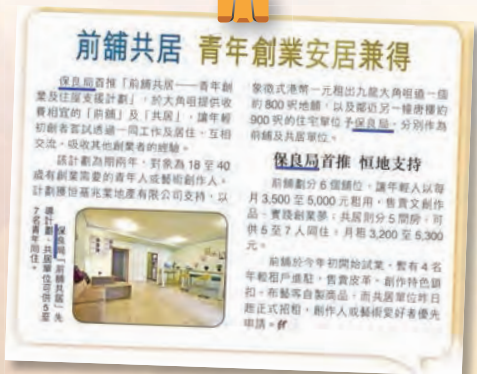 前舖共居 青年創業安居兼得
保良局首推「前舖共居──青年創
業及住屋支援計劃」，於大角咀提供收
費相宜的「前舖」及「共居」，讓年輕
初創者嘗試透過一同工作及居住，互相
交流，吸收其他創業者的經驗。
該計劃為期兩年，對象為18至40
歲有創業需要的青年人或藝術創作人。
計劃獲恒基兆業地產有限公司支持，以
象徵式港幣一元租出九龍大角咀道一個
約800呎地舖，以及鄰近另一幢唐樓約
900呎的住宅單位予保良局，分別作為
前舖及共居單位。
保良局首推 恒地支持
前舖劃分6個舖位，讓年輕人以每
月3,500至5,000元租用，售賣文創作
品，實踐創業夢；共居則分5間房，可
供5至7人同住，月租3,200至5,300
元。
前舖於今年初開始試業，暫有4名
年輕租戶進駐，售賣皮革、創作特色鈕
扣、布藝等自製商品，而共居單位昨日
起正式招租，創作人或藝術愛好者優先
申請。
保良局「前舖共居」先
導計劃，共居單位可供5至
7名青年同住。